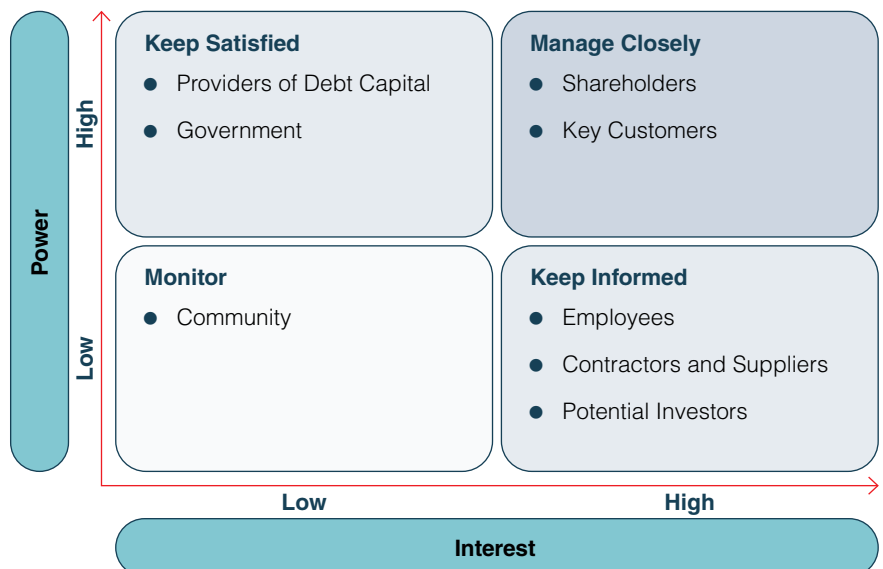 Power
High
Low
Keep Satisfied
Providers of Debt Capital
Government
Manage Closely
Shareholders
Key Customers
Monitor
Community
Keep Informed
Employees
Contractors and Suppliers
Potential Investors
Low
High
Interest